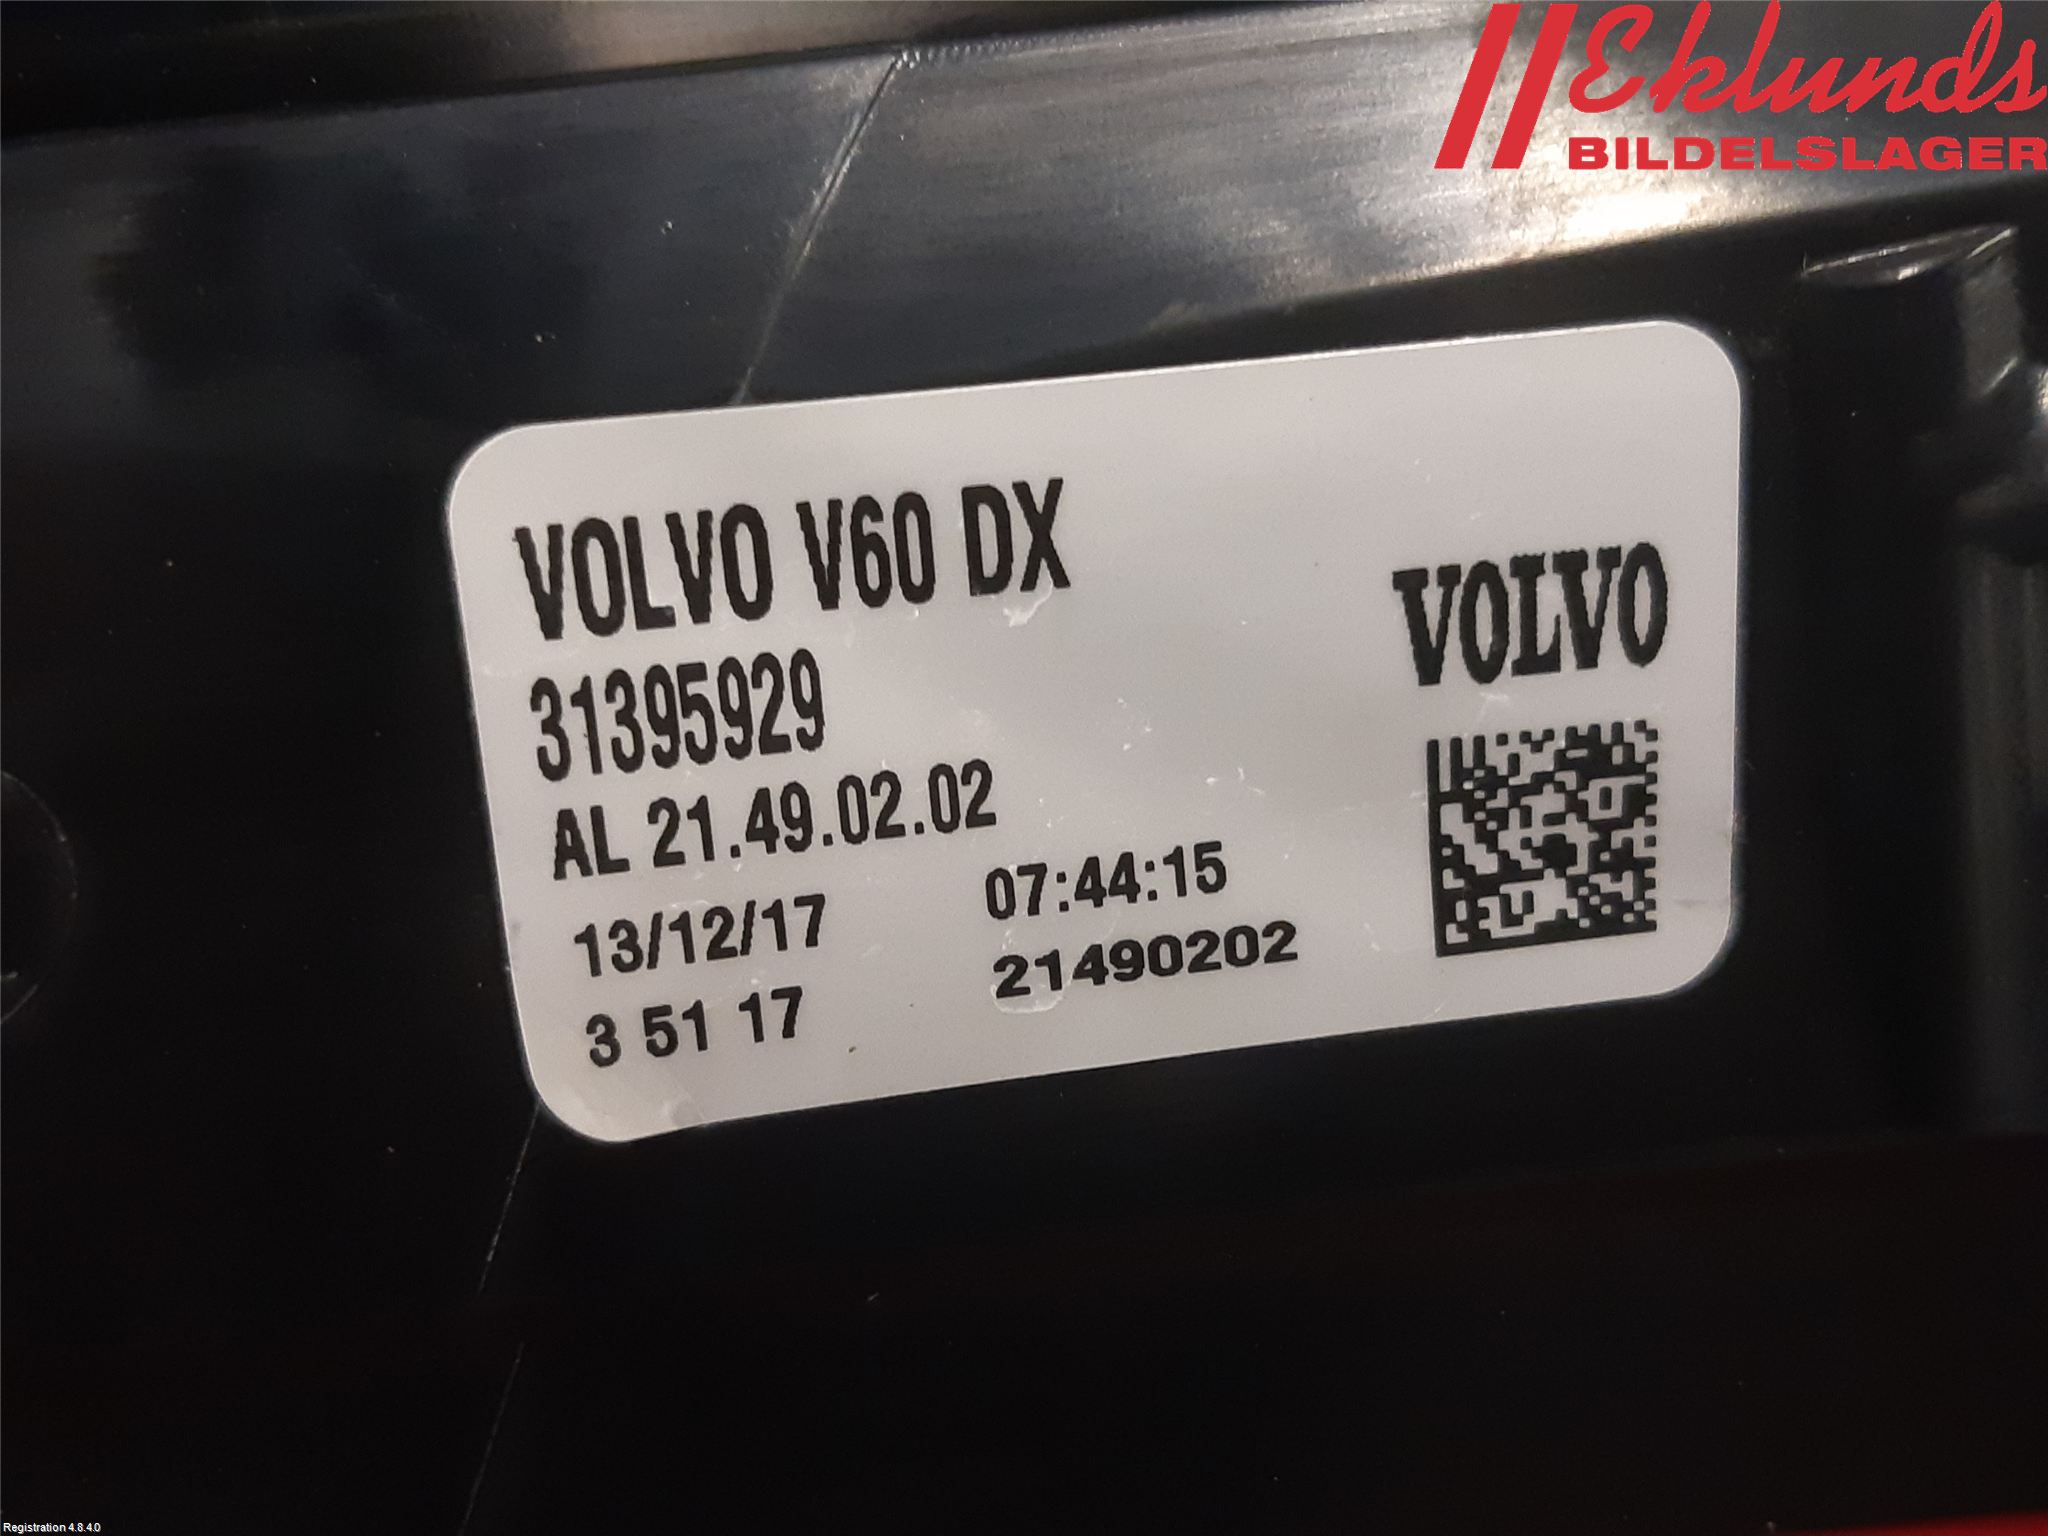 Eklunds
BILDELSLAGER
VOLVO V60 DX
VOLVO
31395929
AL 21.49.02.02
13/12/17 07:44:15
3 51 17 21490202
Registration 4.8.4.0